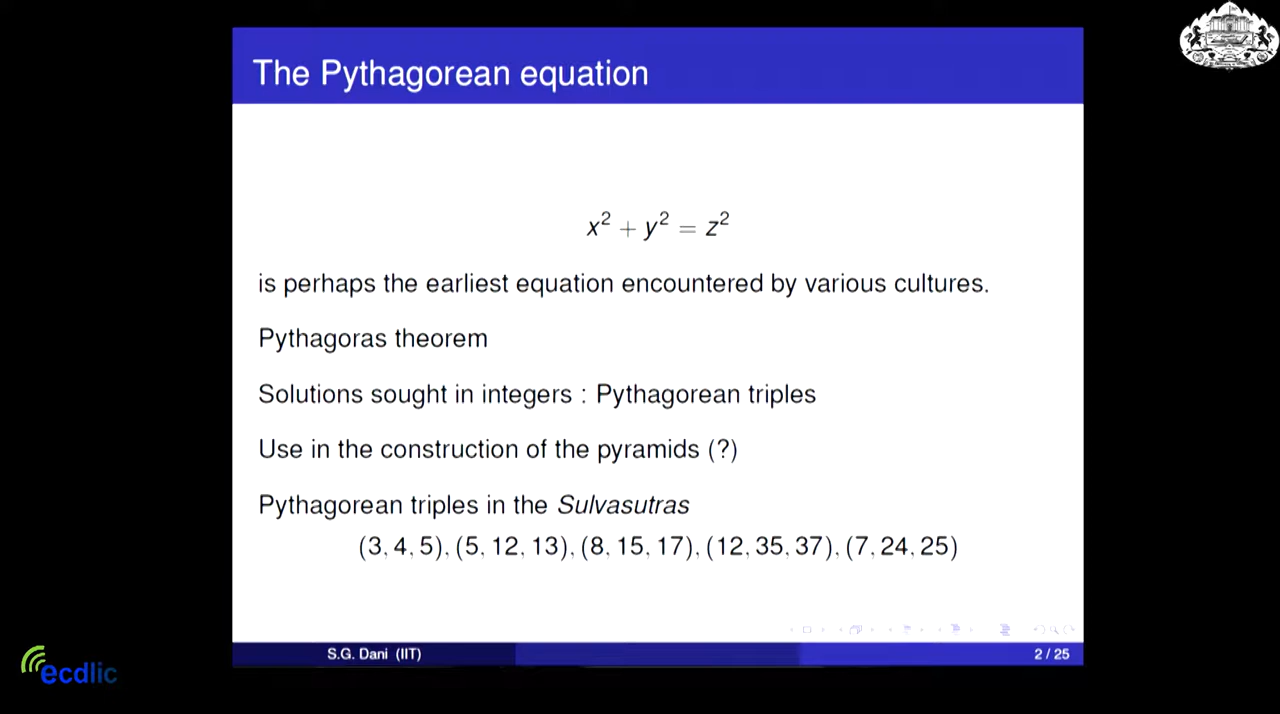 The Pythagorean equation
x² + y² = z²
is perhaps the earliest equation encountered by various cultures.
Pythagoras theorem
Solutions sought in integers : Pythagorean triples
Use in the construction of the pyramids (?)
Pythagorean triples in the Sulvasutras
(3, 4, 5), (5, 12, 13), (8, 15, 17), (12, 35, 37), (7, 24, 25)
S.G. Dani (IIT)
2 / 25
ecdlic